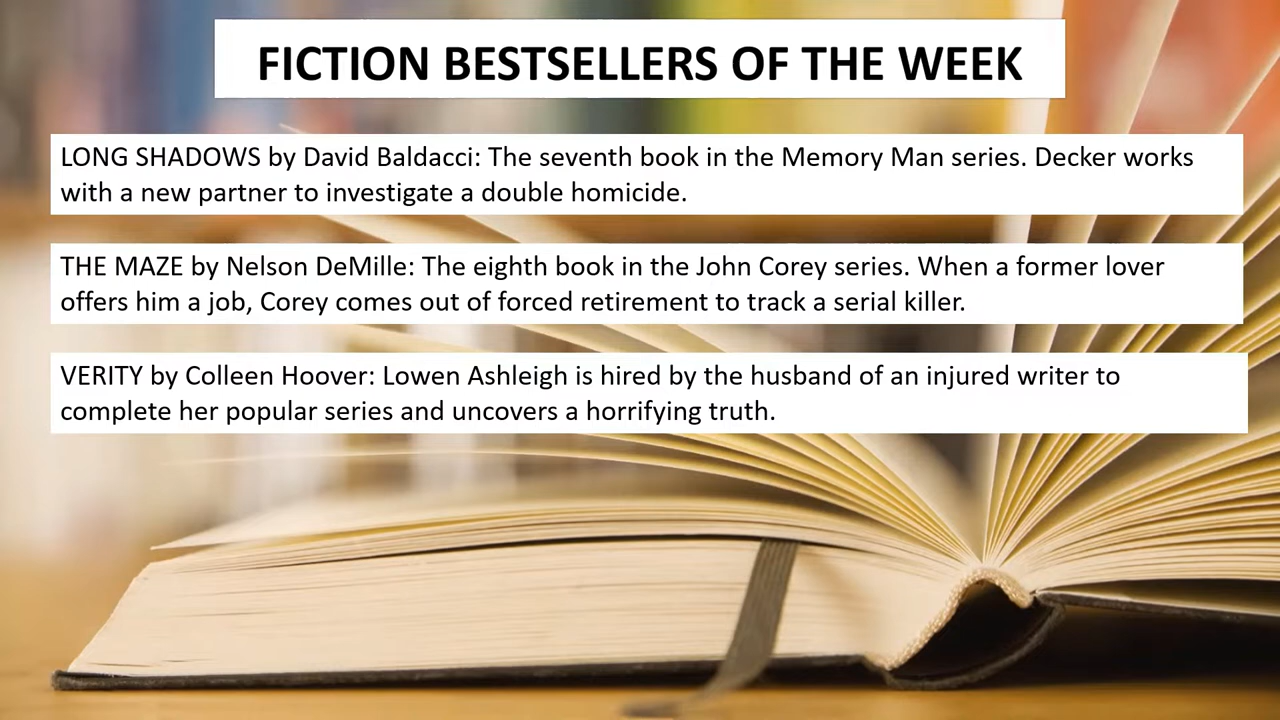 FICTION BESTSELLERS OF THE WEEK
LONG SHADOWS by David Baldacci: The seventh book in the Memory Man series. Decker works
with a new partner to investigate a double homicide.
THE MAZE by Nelson DeMille: The eighth book in the John Corey series. When a former lover
offers him a job, Corey comes out of forced retirement to track a serial killer.
VERITY by Colleen Hoover: Lowen Ashleigh is hired by the husband of an injured writer to
complete her popular series and uncovers a horrifying truth.